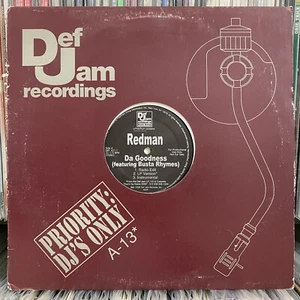 Def
Jam
recordings
Redman
Da Goodness
(featuring Busta Rhymes)
1. Radio Edit
2. LP Version*
3. Instrumental
PRIORITY:
DJ'S ONLY
A-13*